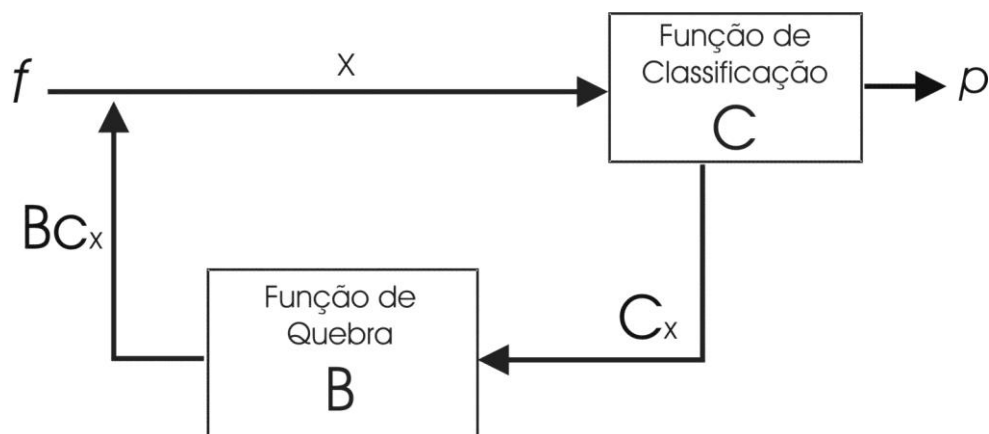 f
x
Função de
Classificação
C
p
Bcx
Função de
Quebra
B
Cx